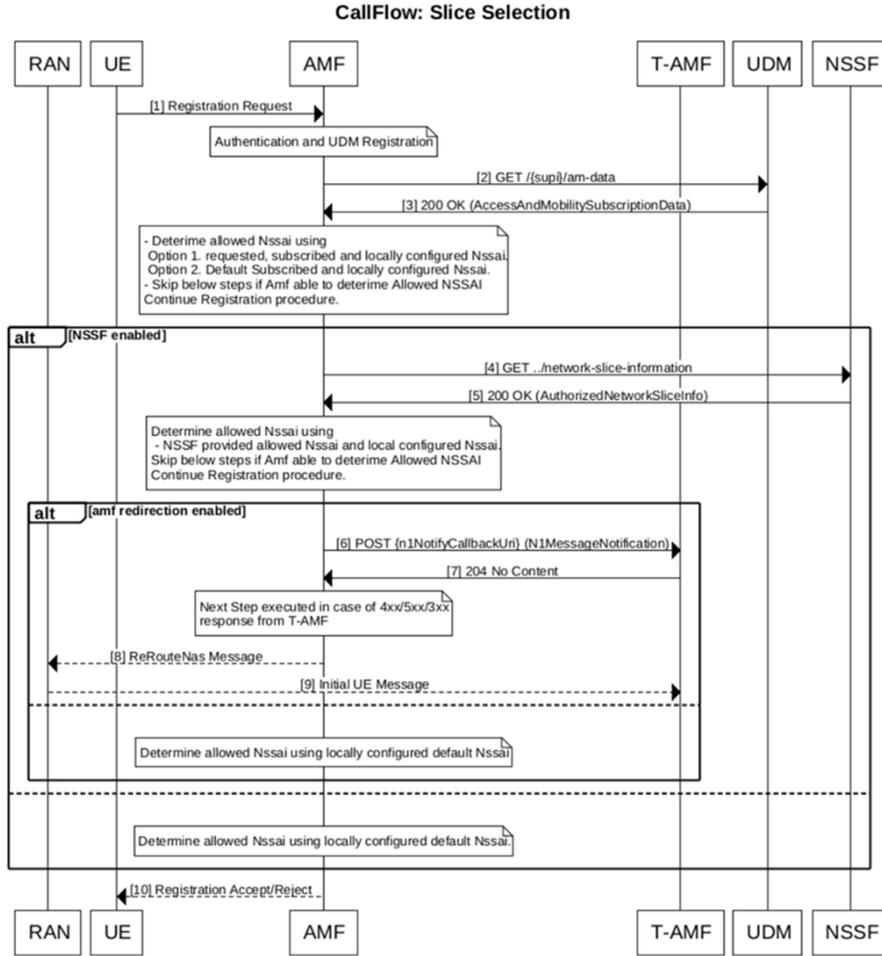 CallFlow: Slice Selection
RAN UE AMF T-AMF UDM NSSF
[1] Registration Request
Authentication and UDM Registration
[2] GET /{supi}/am-data
[3] 200 OK (AccessAndMobilitySubscriptionData)
- Deterime allowed Nssai using
Option 1. requested, subscribed and locally configured Nssai.
Option 2. Default Subscribed and locally configured Nssai.
- Skip below steps if Amf able to deterime Allowed NSSAI
Continue Registration procedure.
alt [NSSF enabled]
[4] GET ../network-slice-information
[5] 200 OK (AuthorizedNetworkSliceInfo)
Determine allowed Nssai using
- NSSF provided allowed Nssai and local configured Nssai.
Skip below steps if Amf able to deterime Allowed NSSAI
Continue Registration procedure.
alt [amf redirection enabled]
[6] POST {n1NotifyCallbackUri} (N1MessageNotification)
[7] 204 No Content
Next Step executed in case of 4xx/5xx/3xx
response from T-AMF
[8] ReRouteNas Message
[9] Initial UE Message
Determine allowed Nssai using locally configured default Nssai
Determine allowed Nssai using locally configured default Nssai.
[10] Registration Accept/Reject
RAN UE AMF T-AMF UDM NSSF